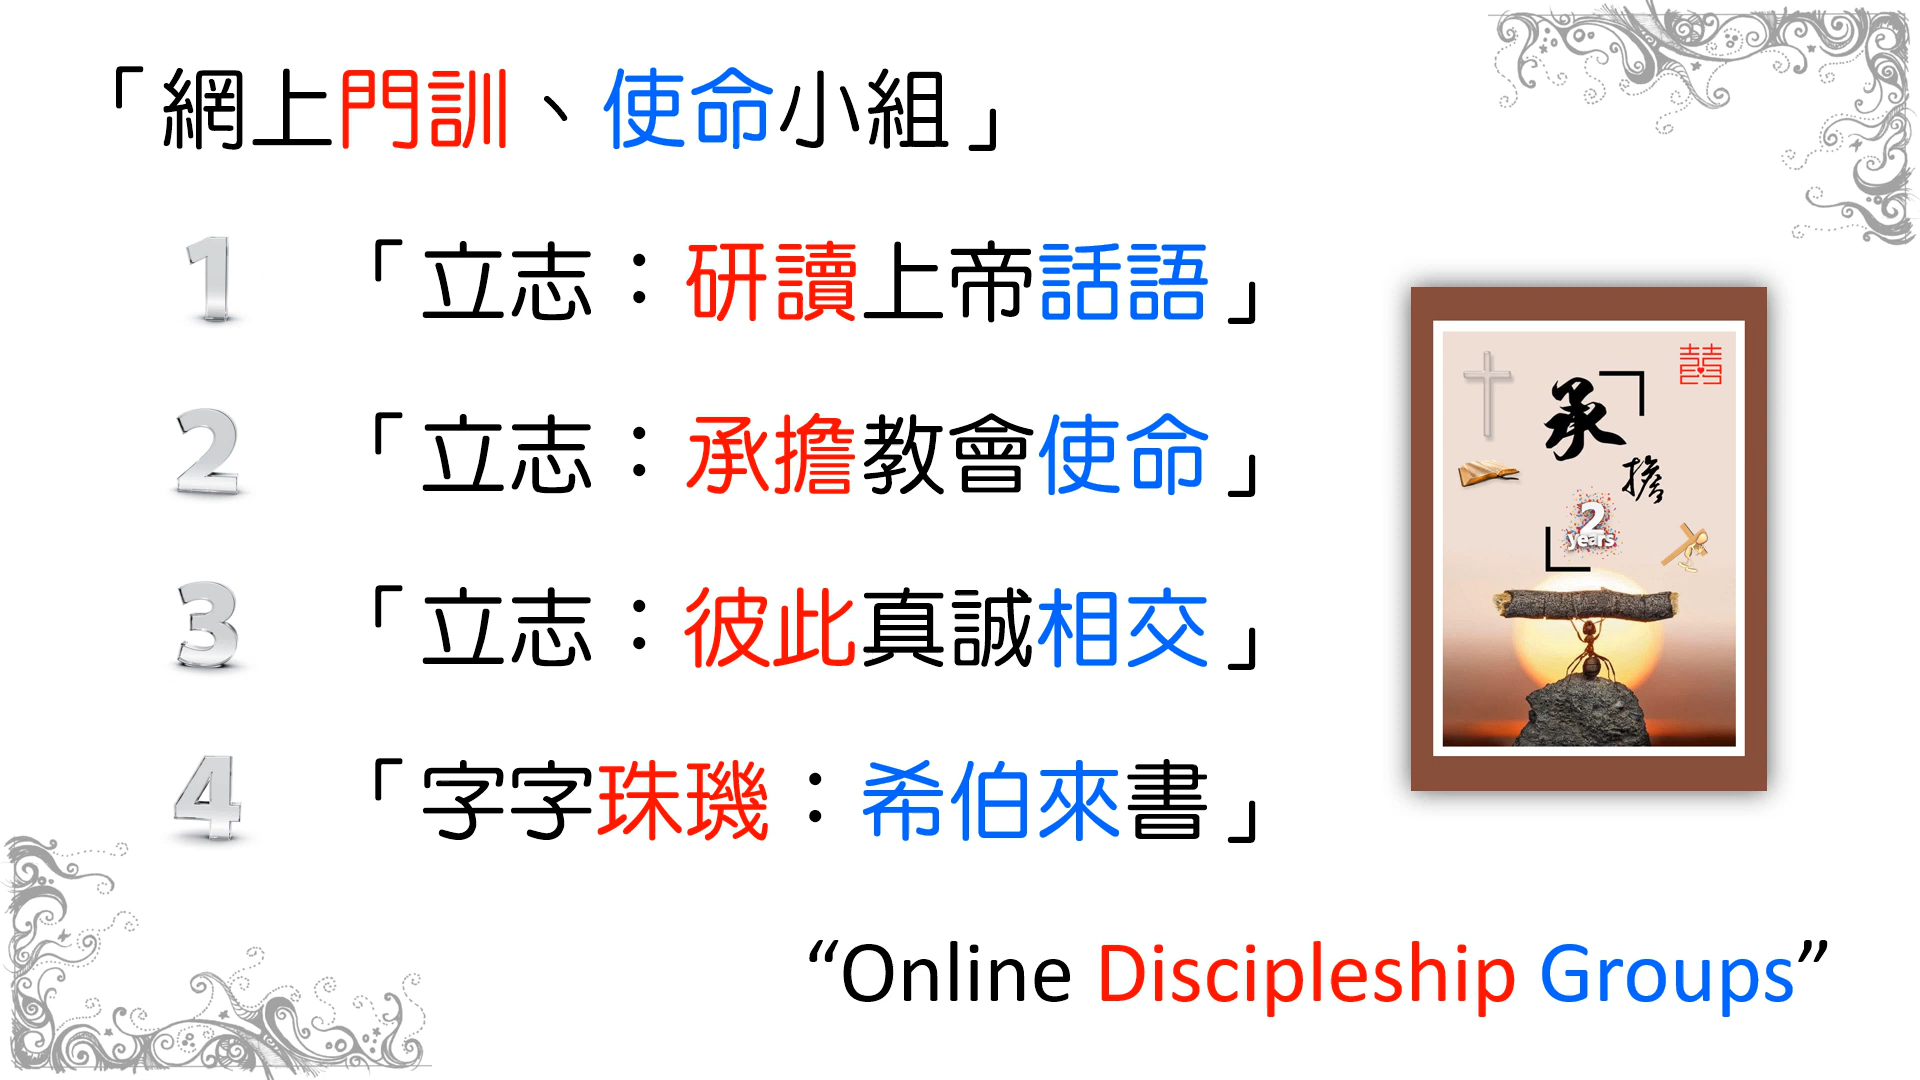 「網上門訓、使命小組」
1 「立志：研讀上帝話語」
2 「立志：承擔教會使命」
3 「立志：彼此真誠相交」
4 「字字珠璣：希伯來書」
囍
「承擔」
2
years
“Online Discipleship Groups”